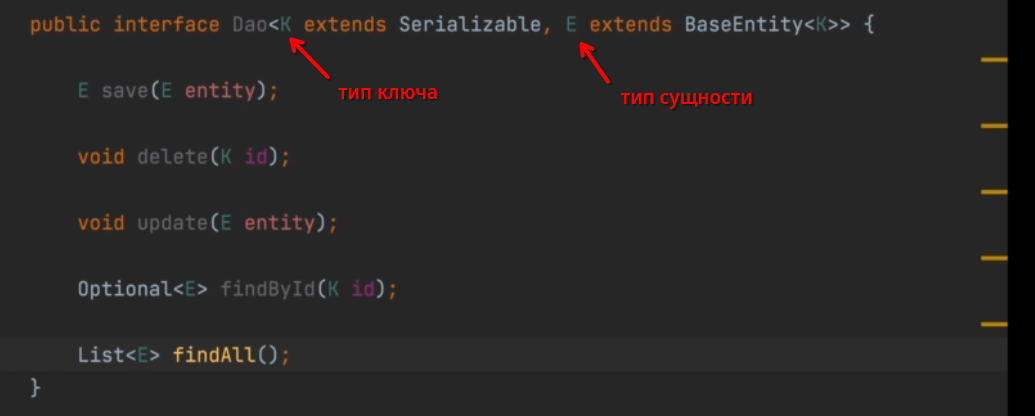 public interface Dao<K extends Serializable, E extends BaseEntity<K>> {
тип ключа
тип сущности
E save(E entity);
void delete(K id);
void update(E entity);
Optional<E> findById(K id);
List<E> findAll();
}